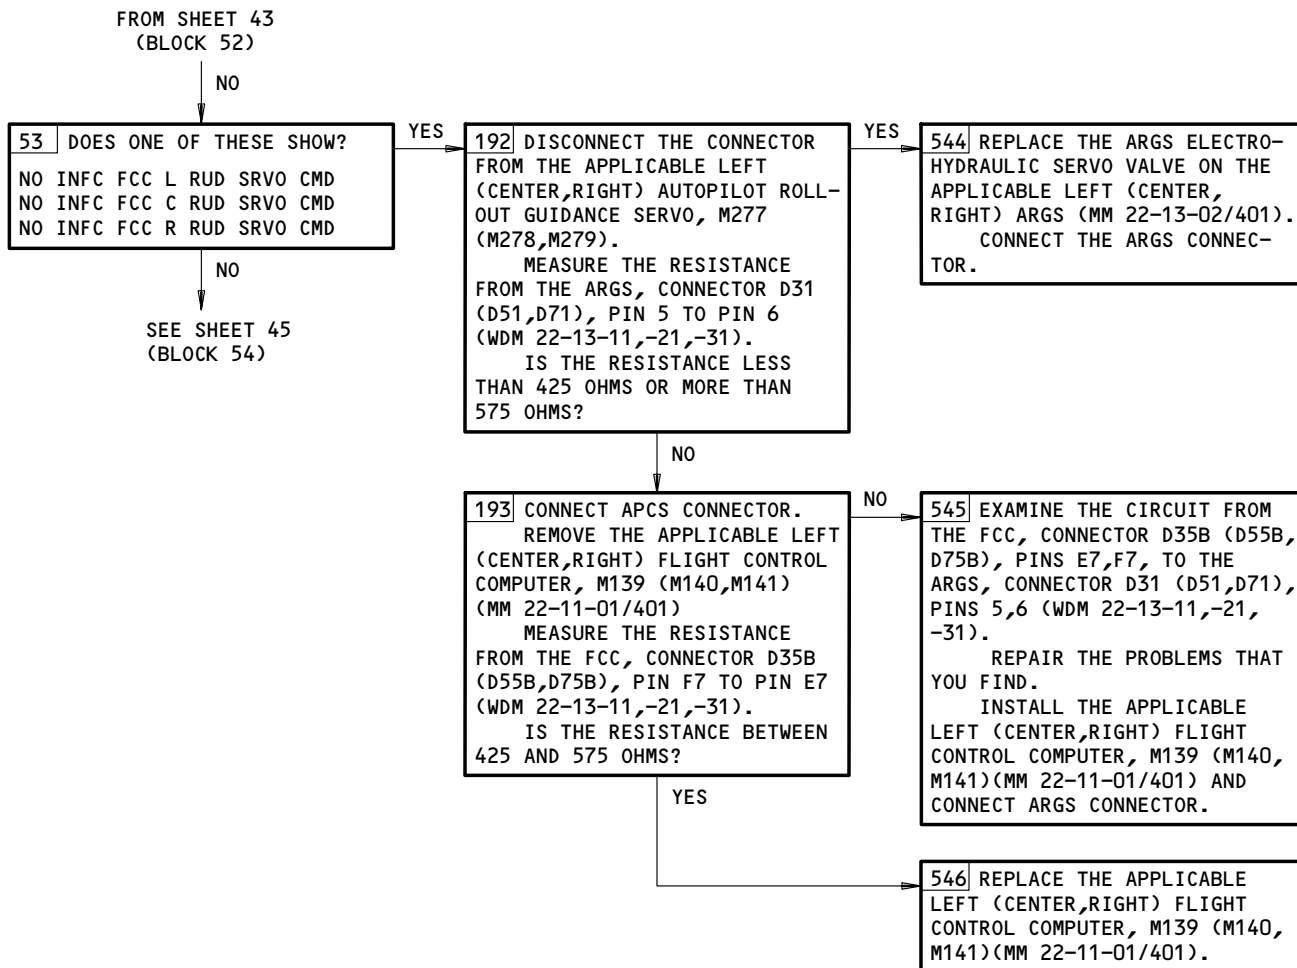 FROM SHEET 43
(BLOCK 52)
NO
53 DOES ONE OF THESE SHOW?
NO INFC FCC L RUD SRVO CMD
NO INFC FCC C RUD SRVO CMD
NO INFC FCC R RUD SRVO CMD
YES
NO
SEE SHEET 45
(BLOCK 54)
192 DISCONNECT THE CONNECTOR
FROM THE APPLICABLE LEFT
(CENTER,RIGHT) AUTOPILOT ROLL-
OUT GUIDANCE SERVO, M277
(M278,M279).
MEASURE THE RESISTANCE
FROM THE ARGS, CONNECTOR D31
(D51,D71), PIN 5 TO PIN 6
(WDM 22-13-11,-21,-31).
IS THE RESISTANCE LESS
THAN 425 OHMS OR MORE THAN
575 OHMS?
YES
NO
544 REPLACE THE ARGS ELECTRO-
HYDRAULIC SERVO VALVE ON THE
APPLICABLE LEFT (CENTER,
RIGHT) ARGS (MM 22-13-02/401).
CONNECT THE ARGS CONNEC-
TOR.
193 CONNECT APCS CONNECTOR.
REMOVE THE APPLICABLE LEFT
(CENTER,RIGHT) FLIGHT CONTROL
COMPUTER, M139 (M140,M141)
(MM 22-11-01/401)
MEASURE THE RESISTANCE
FROM THE FCC, CONNECTOR D35B
(D55B,D75B), PIN F7 TO PIN E7
(WDM 22-13-11,-21,-31).
IS THE RESISTANCE BETWEEN
425 AND 575 OHMS?
NO
YES
545 EXAMINE THE CIRCUIT FROM
THE FCC, CONNECTOR D35B (D55B,
D75B), PINS E7,F7, TO THE
ARGS, CONNECTOR D31 (D51,D71),
PINS 5,6 (WDM 22-13-11,-21,
-31).
REPAIR THE PROBLEMS THAT
YOU FIND.
INSTALL THE APPLICABLE
LEFT (CENTER,RIGHT) FLIGHT
CONTROL COMPUTER, M139 (M140,
M141)(MM 22-11-01/401) AND
CONNECT ARGS CONNECTOR.
546 REPLACE THE APPLICABLE
LEFT (CENTER,RIGHT) FLIGHT
CONTROL COMPUTER, M139 (M140,
M141)(MM 22-11-01/401).